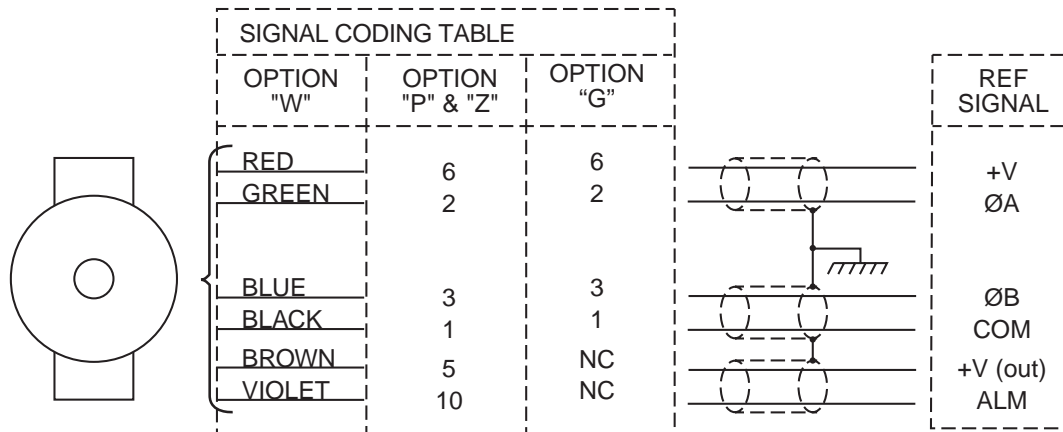 SIGNAL CODING TABLE
OPTION "W" OPTION "P" & "Z" OPTION “G” REF SIGNAL
RED 6 6 +V
GREEN 2 2 ØA
BLUE 3 3 ØB
BLACK 1 1 COM
BROWN 5 NC +V (out)
VIOLET 10 NC ALM